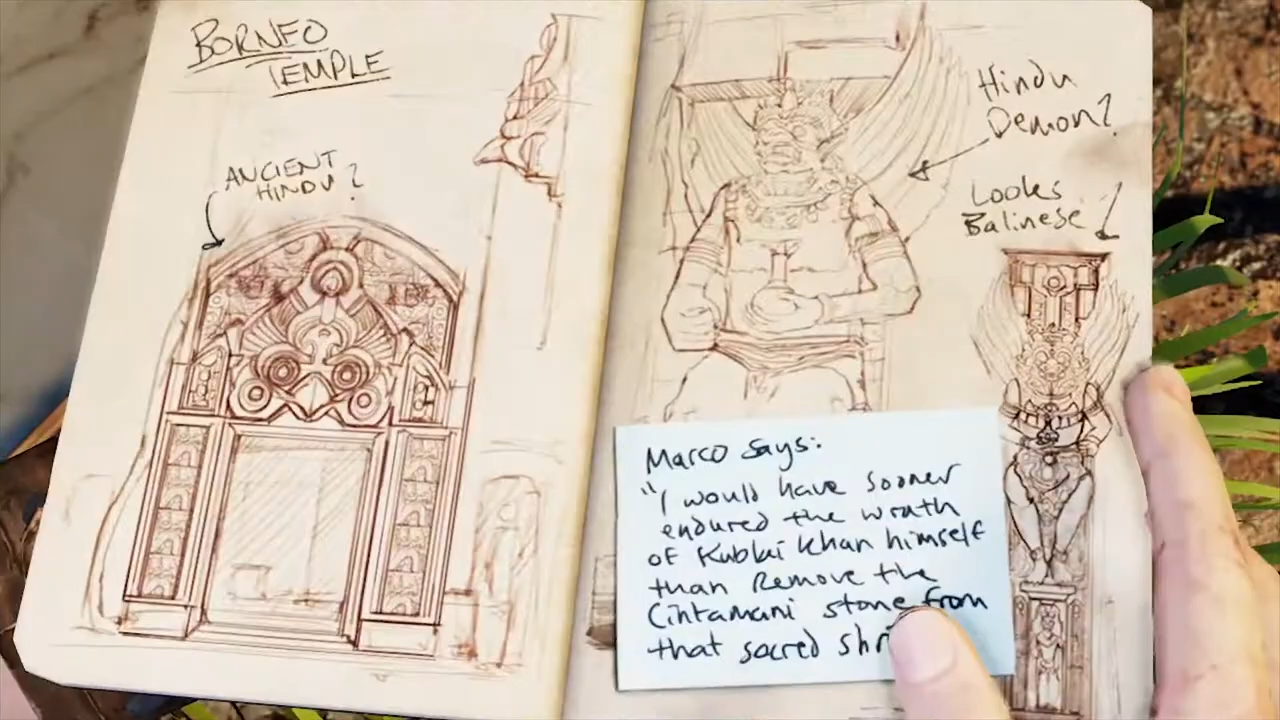 BORNEO
TEMPLE
ANCIENT
HINDU?
Hindu
Demon?
Looks
Balinese
Marco says:
"I would have sooner
endured the wrath
of Kublai Khan himself
than remove the
Cintamani stone from
that sacred